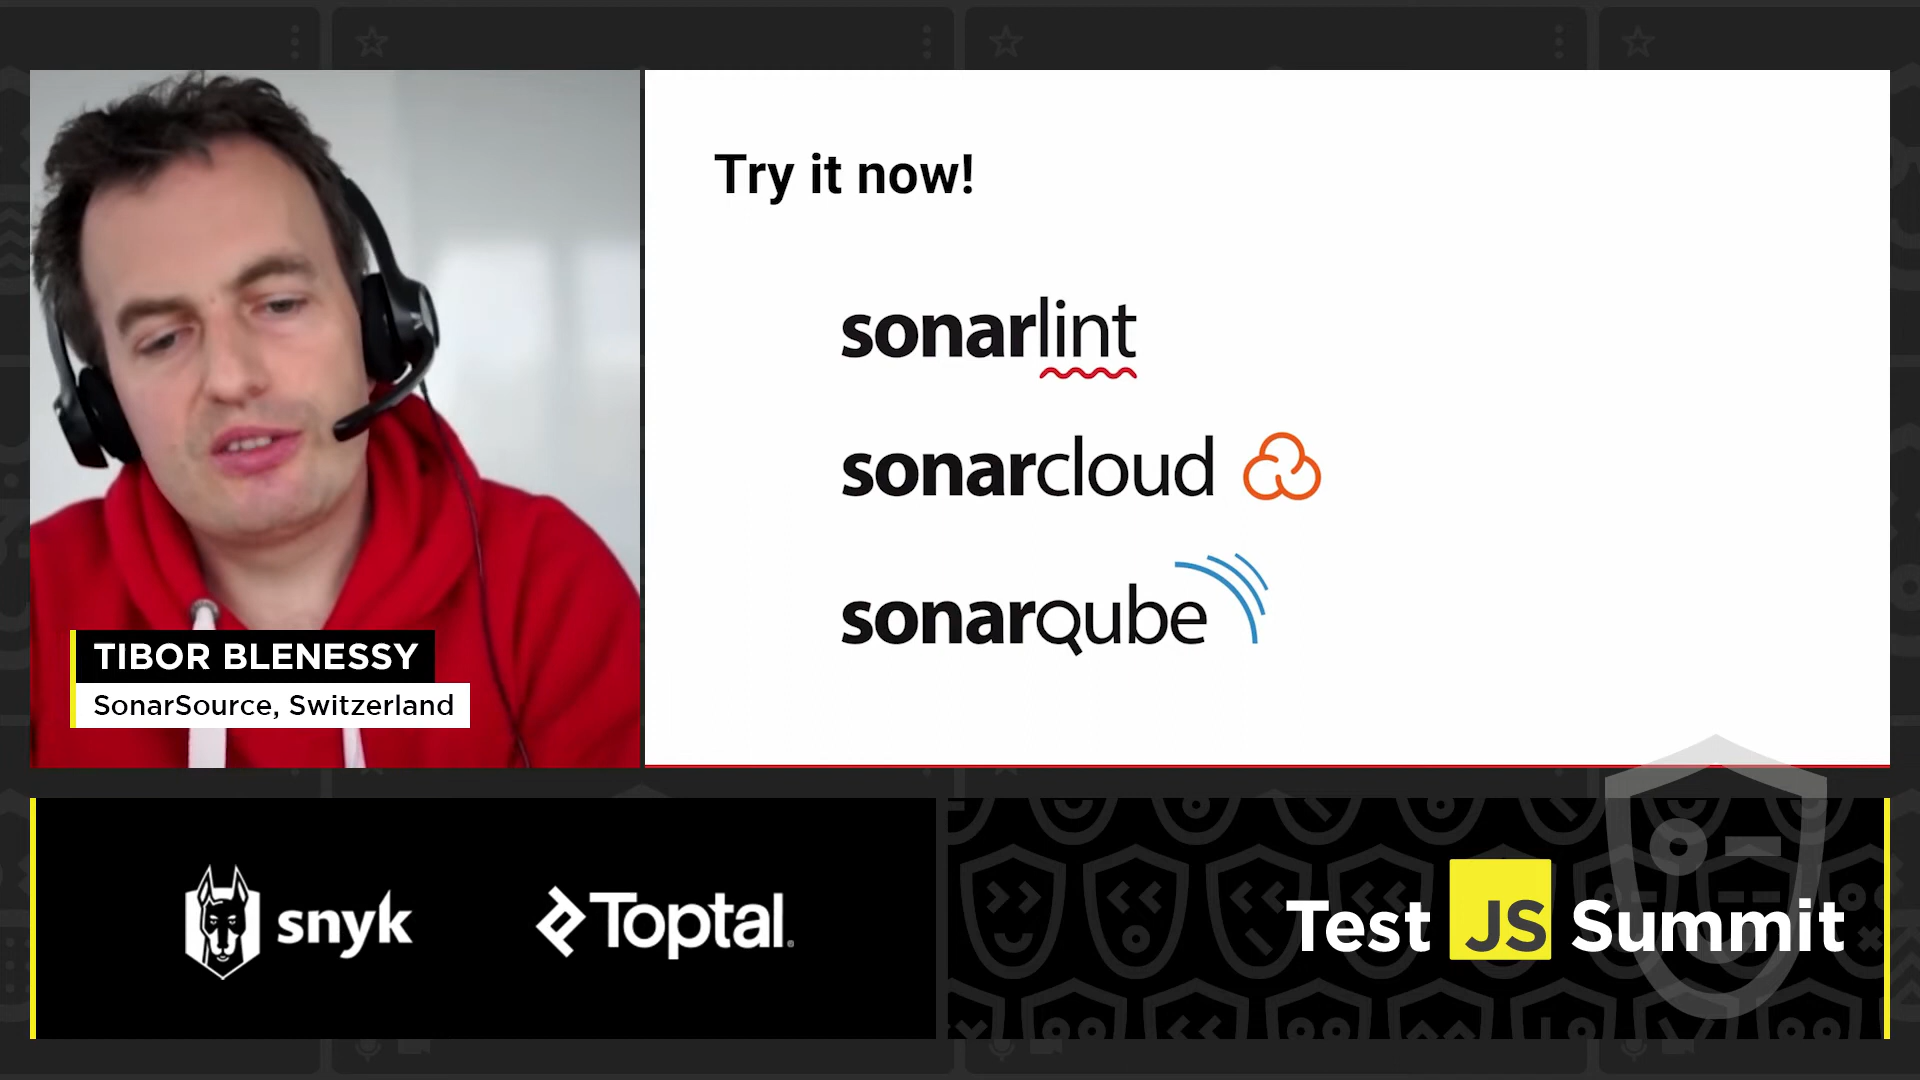 Try it now!
sonarlint
sonarcloud
sonarqube
TIBOR BLENESSY
SonarSource, Switzerland
snyk
Toptal.
Test JS Summit